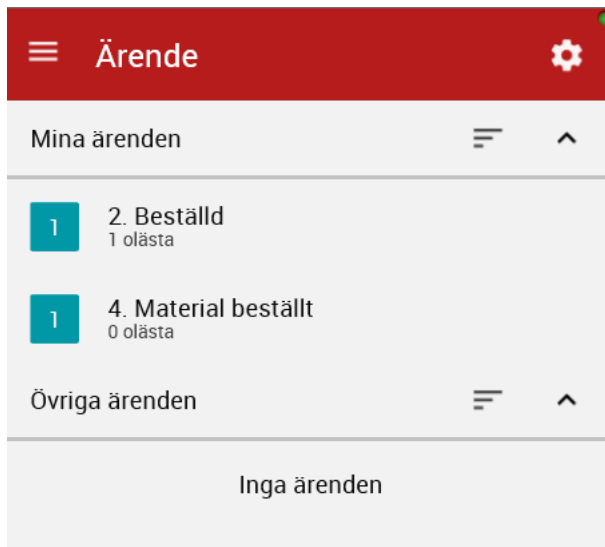 Ärende
Mina ärenden
1
2. Beställd
1 olästa
1
4. Material beställt
0 olästa
Övriga ärenden
Inga ärenden